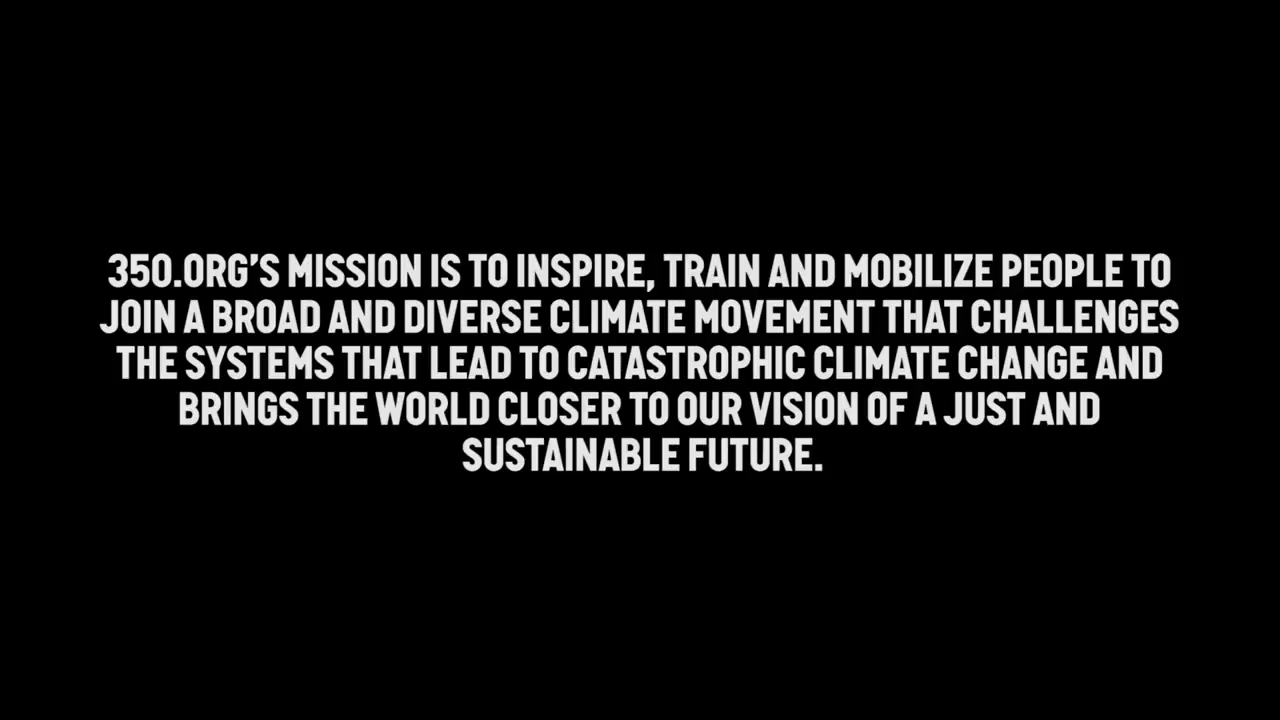 350.ORG'S MISSION IS TO INSPIRE, TRAIN AND MOBILIZE PEOPLE TO
JOIN A BROAD AND DIVERSE CLIMATE MOVEMENT THAT CHALLENGES
THE SYSTEMS THAT LEAD TO CATASTROPHIC CLIMATE CHANGE AND
BRINGS THE WORLD CLOSER TO OUR VISION OF A JUST AND
SUSTAINABLE FUTURE.